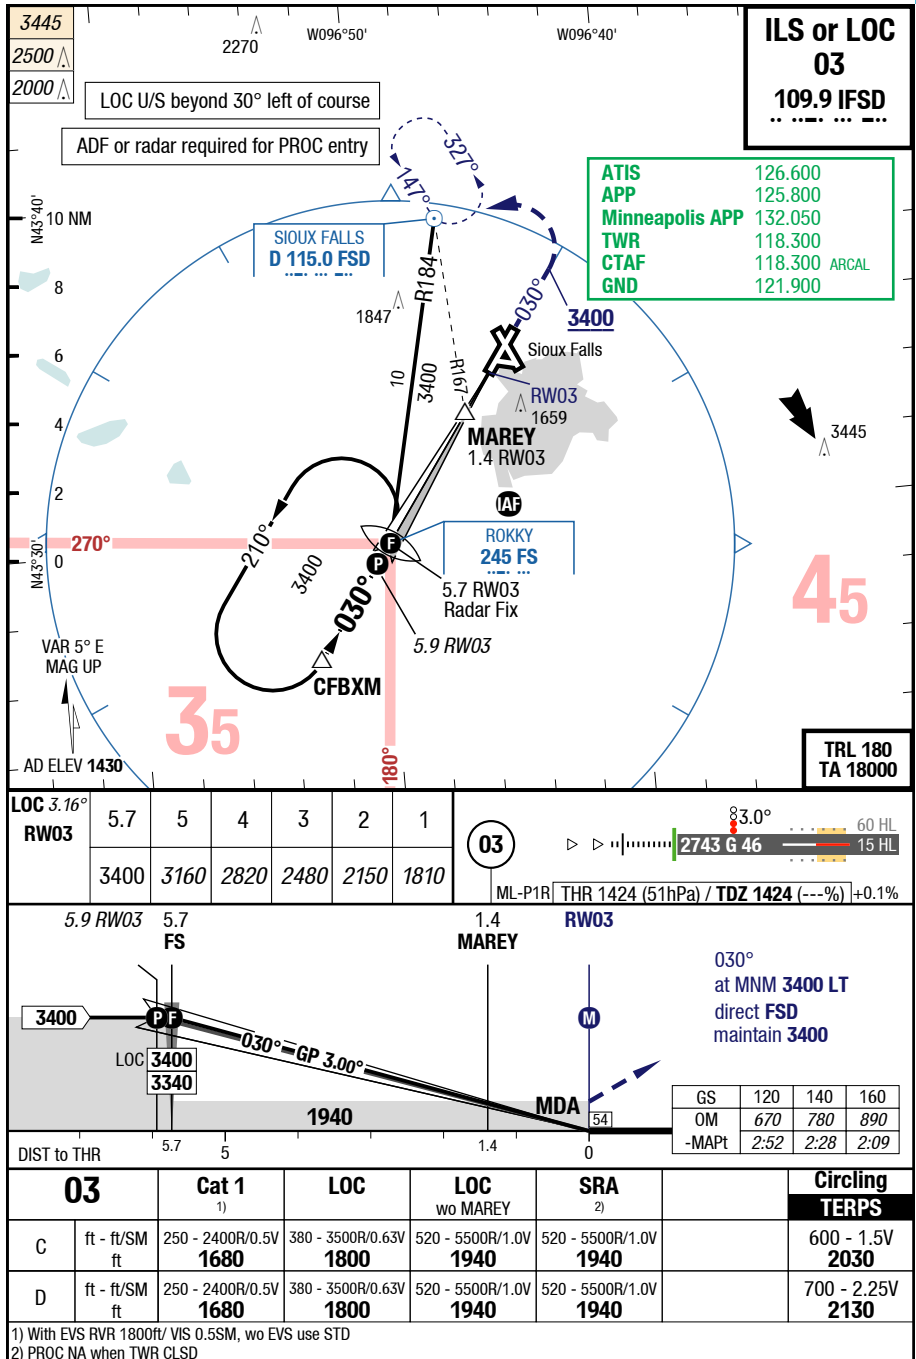 3445
2500
2000
2270
W096°50'
W096°40'
ILS or LOC
03
109.9 IFSD
LOC U/S beyond 30° left of course
ADF or radar required for PROC entry
327°
147°
ATIS 126.600
APP 125.800
Minneapolis APP 132.050
TWR 118.300
CTAF 118.300 ARCAL
GND 121.900
N43°40'
10 NM
SIOUX FALLS
D 115.0 FSD
R184
8
1847
030°
3400
6
Sioux Falls
10
3400
R167
RW03
1659
4
MAREY
1.4 RW03
3445
2
IAF
ROKKY
245 FS
270°
N43°30'
0
F
P
210°
3400
030°
5.7 RW03
Radar Fix
5.9 RW03
45
VAR 5° E
MAG UP
CFBXM
35
180°
AD ELEV 1430
TRL 180
TA 18000
LOC 3.16°
RW03
5.7 5 4 3 2 1
3400 3160 2820 2480 2150 1810
03
3.0°
60 HL
2743 G 46
15 HL
ML-P1R THR 1424 (51hPa) / TDZ 1424 (---%) +0.1%
5.9 RW03
5.7
FS
1.4
MAREY
RW03
030°
at MNM 3400 LT
direct FSD
maintain 3400
3400
P F
M
030° GP 3.00°
LOC 3400
3340
1940
MDA
54
GS 120 140 160
OM 670 780 890
-MAPt 2:52 2:28 2:09
DIST to THR 5.7 5 1.4 0
03
Cat 1
1)
LOC
LOC
wo MAREY
SRA
2)
Circling
TERPS
C ft - ft/SM 250 - 2400R/0.5V 380 - 3500R/0.63V 520 - 5500R/1.0V 520 - 5500R/1.0V 600 - 1.5V
ft 1680 1800 1940 1940 2030
D ft - ft/SM 250 - 2400R/0.5V 380 - 3500R/0.63V 520 - 5500R/1.0V 520 - 5500R/1.0V 700 - 2.25V
ft 1680 1800 1940 1940 2130
1) With EVS RVR 1800ft/ VIS 0.5SM, wo EVS use STD
2) PROC NA when TWR CLSD